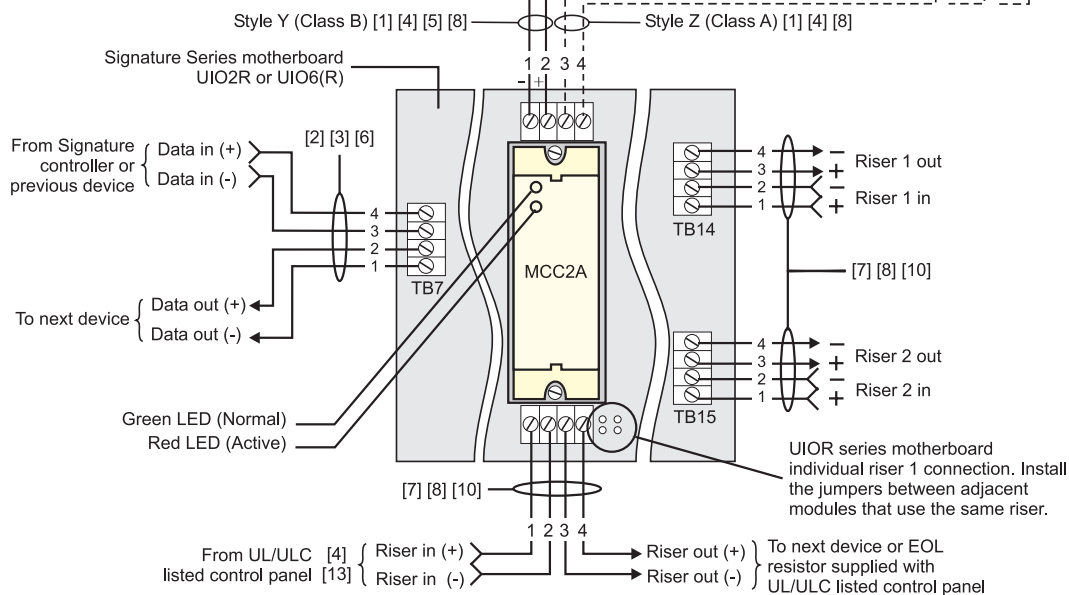 Style Y (Class B) [1] [4] [5] [8]
Style Z (Class A) [1] [4] [8]
Signature Series motherboard
UIO2R or UIO6(R)
1 2 3 4
- +
[2] [3] [6]
From Signature
controller or
previous device
Data in (+)
Data in (-)
4
3
2
1
TB7
To next device
Data out (+)
Data out (-)
MCC2A
Green LED (Normal)
Red LED (Active)
4 – Riser 1 out
3 +
2 – Riser 1 in
1 +
TB14
[7] [8] [10]
4 – Riser 2 out
3 +
2 – Riser 2 in
1 +
TB15
UIOR series motherboard
individual riser 1 connection. Install
the jumpers between adjacent
modules that use the same riser.
[7] [8] [10]
1 2 3 4
From UL/ULC [4]
listed control panel [13]
Riser in (+)
Riser in (-)
Riser out (+)
Riser out (-)
To next device or EOL
resistor supplied with
UL/ULC listed control panel